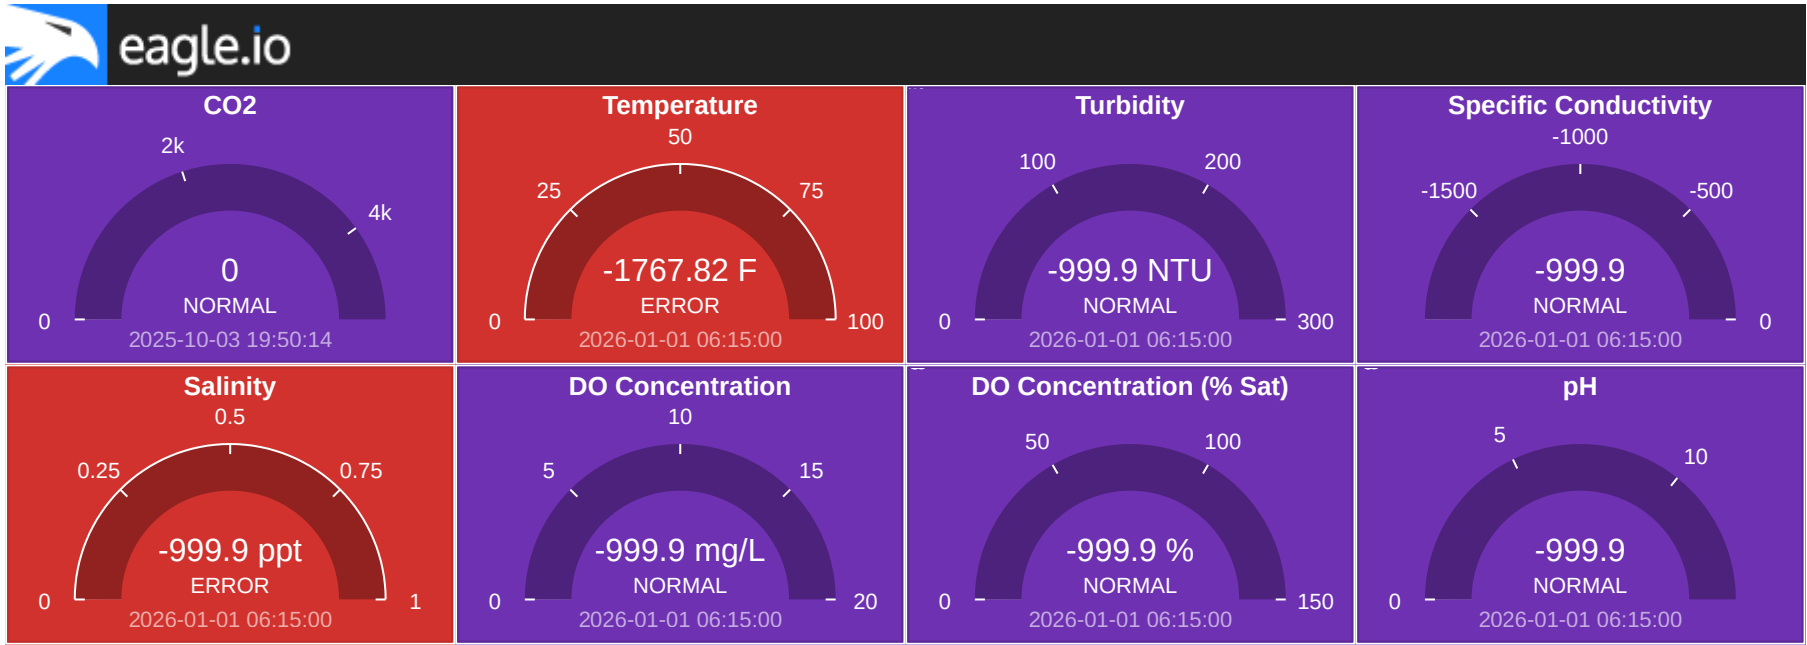 eagle.io
CO2
2k
4k
0
NORMAL
0
2025-10-03 19:50:14
Temperature
50
25
75
-1767.82 F
ERROR
0
100
2026-01-01 06:15:00
Turbidity
100
200
-999.9 NTU
NORMAL
0
300
2026-01-01 06:15:00
Specific Conductivity
-1000
-1500
-500
-999.9
NORMAL
0
2026-01-01 06:15:00
Salinity
0.5
0.25
0.75
-999.9 ppt
ERROR
0
1
2026-01-01 06:15:00
DO Concentration
10
5
15
-999.9 mg/L
NORMAL
0
20
2026-01-01 06:15:00
DO Concentration (% Sat)
50
100
-999.9 %
NORMAL
0
150
2026-01-01 06:15:00
pH
5
10
-999.9
NORMAL
0
2026-01-01 06:15:00